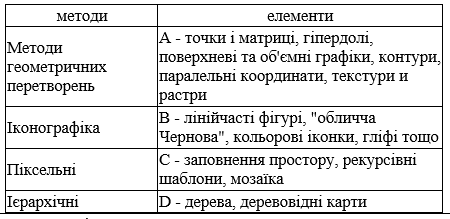 методи елементи
Методи геометричних перетворень
А - точки і матриці, гіпердолі,
поверхневі та об'ємні графіки, контури,
паралельні координати, текстури и
растри
Іконографіка
В - лінійчасті фігурі, "обличча
Чернова", кольорові іконки, гліфі тощо
Піксельні
С - заповнення простору, рекурсівні
шаблони, мозаїка
Ієрархічні
D - дерева, деревовідні карти